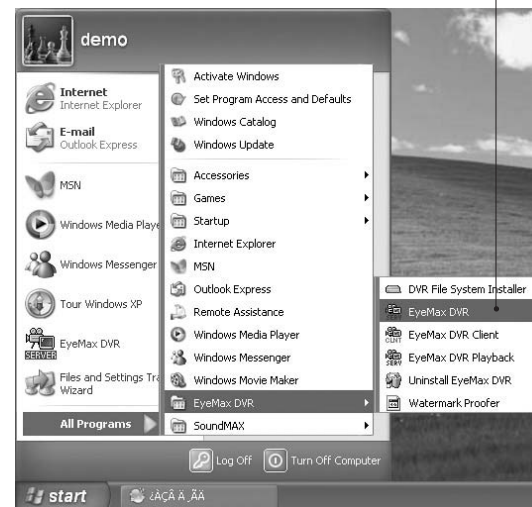 demo
Internet
Internet Explorer
E-mail
Outlook Express
MSN
Windows Media Playe
Windows Messenger
Tour Windows XP
SERVER
EyeMax DVR
Files and Settings Tra
Wizard
All Programs
Activate Windows
Set Program Access and Defaults
Windows Catalog
Windows Update
Accessories
Games
Startup
Internet Explorer
MSN
Outlook Express
Remote Assistance
Windows Media Player
Windows Messenger
Windows Movie Maker
EyeMax DVR
SoundMAX
DVR File System Installer
EyeMax DVR
CLNT
EyeMax DVR Client
SERV
EyeMax DVR Playback
Uninstall EyeMax DVR
Watermark Proofer
Log Off
Turn Off Computer
start